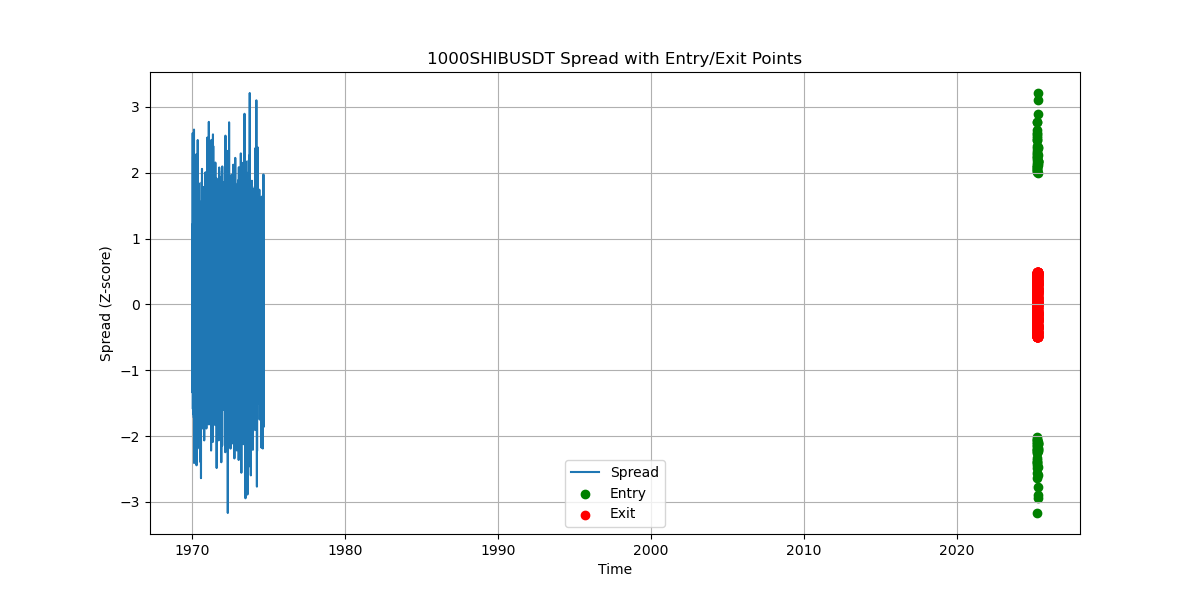 1000SHIBUSDT Spread with Entry/Exit Points
3
2
1
0
−1
−2
−3
Spread (Z-score)
Spread
Entry
Exit
1970
1980
1990
2000
2010
2020
Time